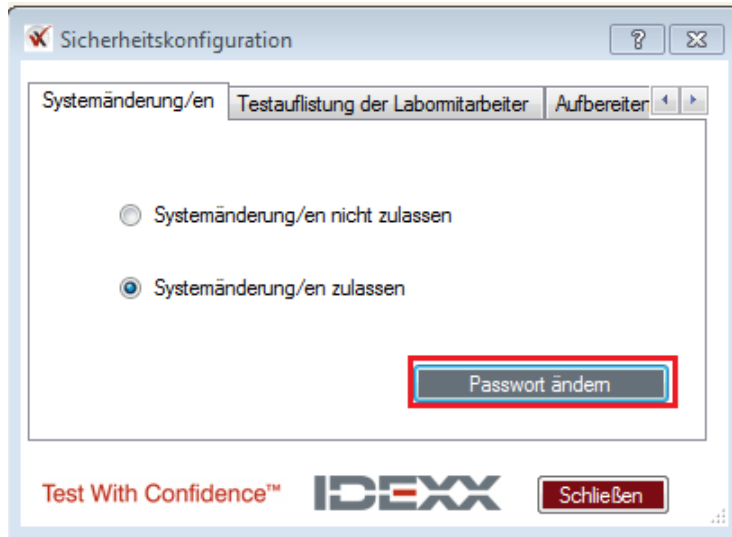 Sicherheitskonfiguration
Systemänderung/en Testauflistung der Labormitarbeiter Aufbereiten
Systemänderung/en nicht zulassen
Systemänderung/en zulassen
Passwort ändern
Test With Confidence™ IDEXX Schließen